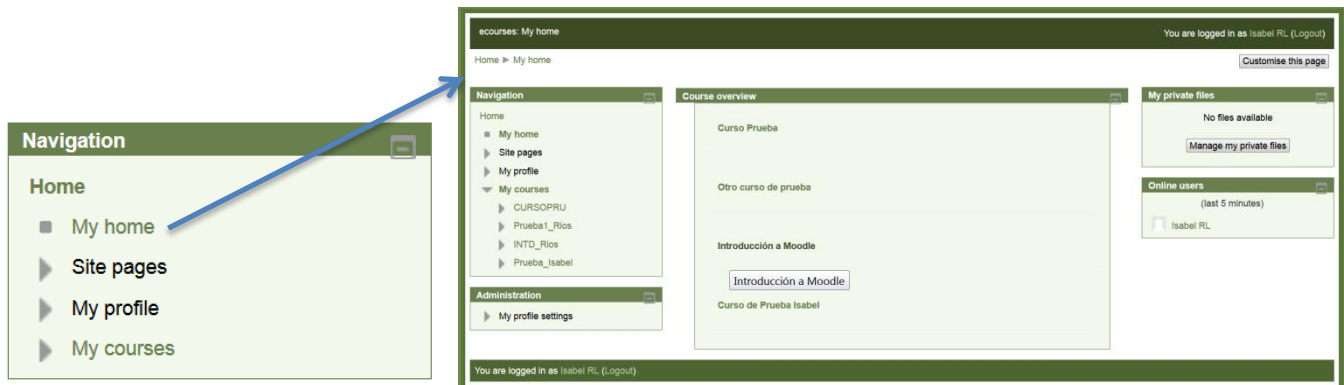 Navigation
Home
My home
Site pages
My profile
My courses
ecourses: My home
You are logged in as Isabel RL (Logout)
Home ► My home
Customise this page
Navigation
Home
My home
Site pages
My profile
My courses
CURSOPRU
Prueba1_Rios
INTD_Rios
Prueba_Isabel
Administration
My profile settings
Course overview
Curso Prueba
Otro curso de prueba
Introducción a Moodle
Introducción a Moodle
Curso de Prueba Isabel
My private files
No files available
Manage my private files
Online users
(last 5 minutes)
Isabel RL
You are logged in as Isabel RL (Logout)